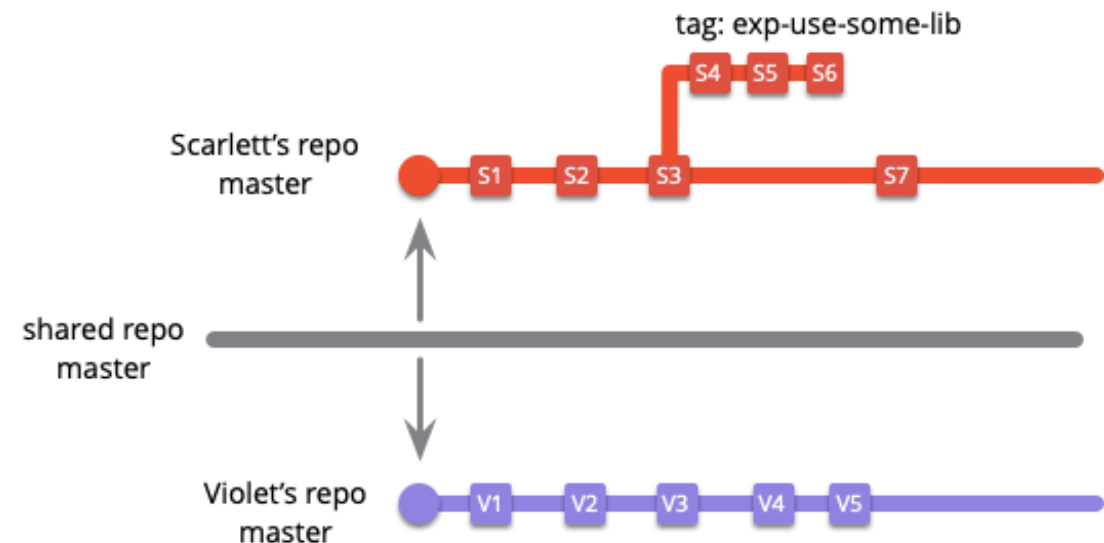 tag: exp-use-some-lib
S4 S5 S6
Scarlett's repo
master
S1 S2 S3 S7
shared repo
master
Violet's repo
master
V1 V2 V3 V4 V5